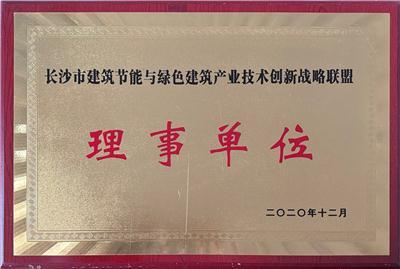 长沙市建筑节能与绿色建筑产业技术创新战略联盟
理事单位
二〇二〇年十二月